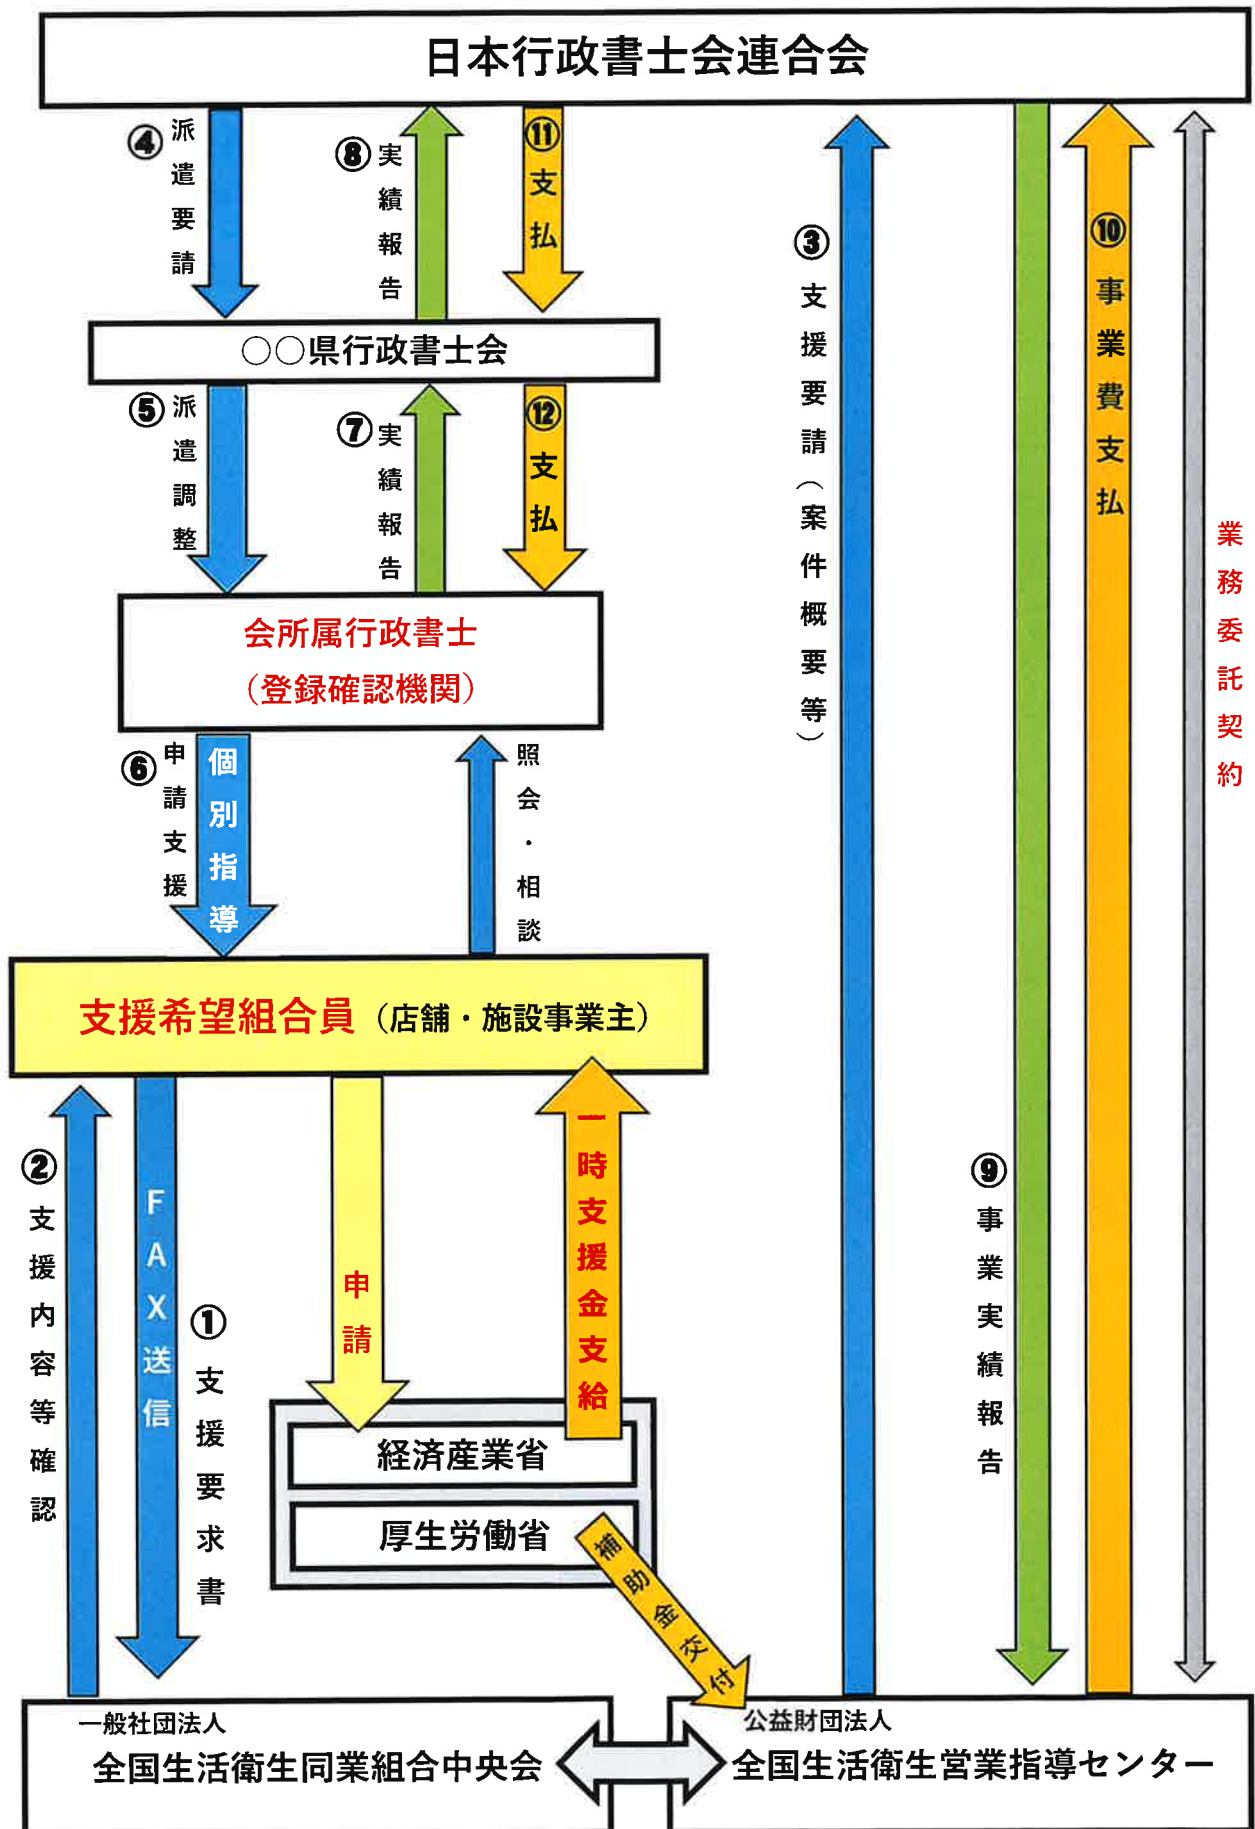 日本行政書士会連合会
④派遣要請
⑧実績報告
⑪支払
○○県行政書士会
⑤派遣調整
⑦実績報告
⑫支払
会所属行政書士
（登録確認機関）
⑥申請支援
個別指導
照会・相談
支援希望組合員（店舗・施設事業主）
②支援内容等確認
FAX送信
①支援要求書
申請
一時支援金支給
経済産業省
厚生労働省
補助金交付
③支援要請（案件概要等）
⑨事業実績報告
⑩事業費支払
業務委託契約
一般社団法人
全国生活衛生同業組合中央会
公益財団法人
全国生活衛生営業指導センター